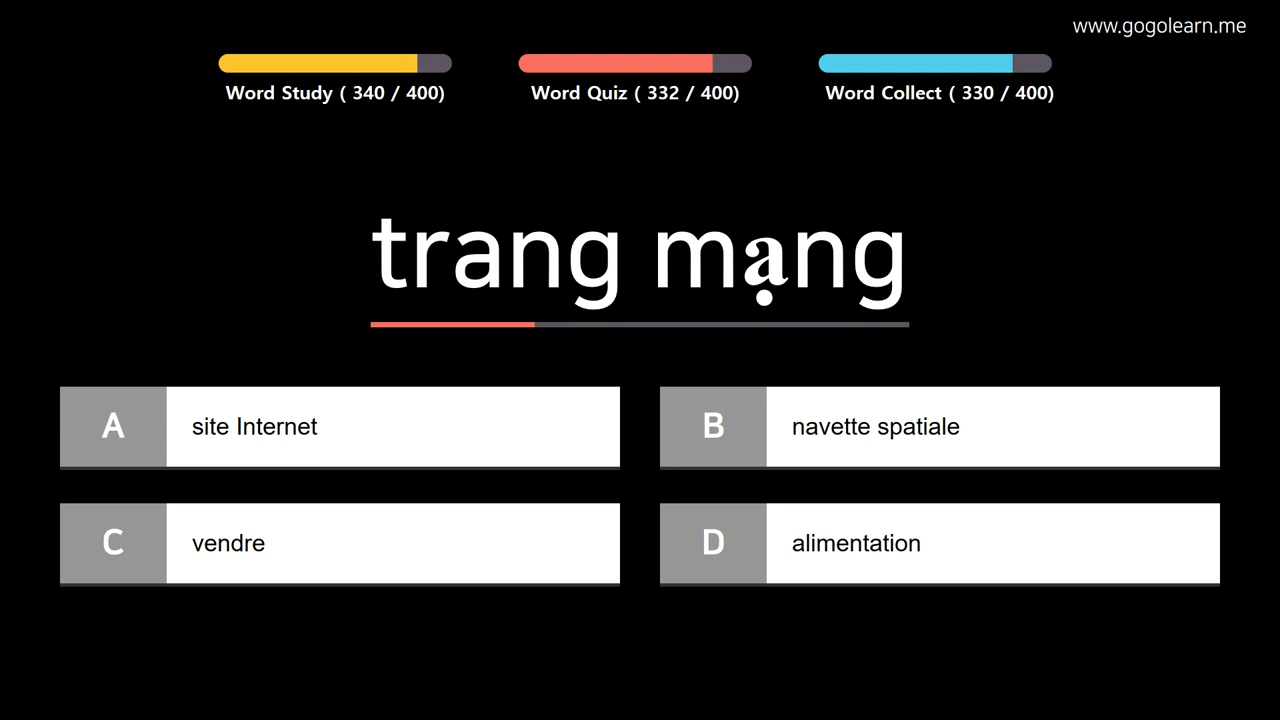 www.gogolearn.me
Word Study ( 340 / 400)
Word Quiz ( 332 / 400)
Word Collect ( 330 / 400)
trang mạng
A site Internet
B navette spatiale
C vendre
D alimentation